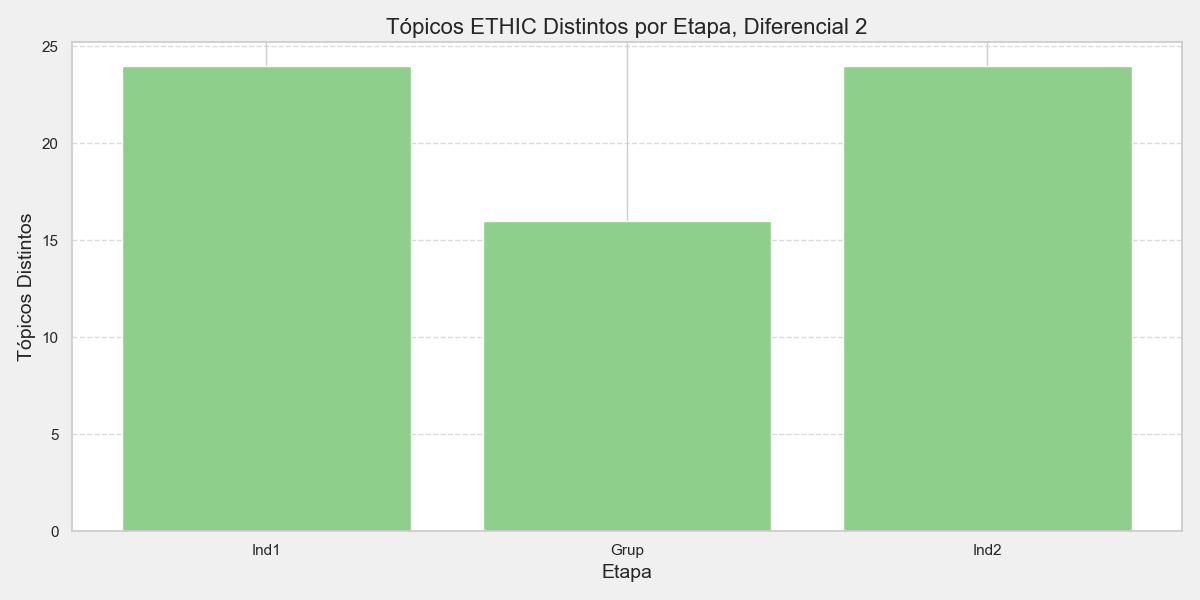 Tópicos ETHIC Distintos por Etapa, Diferencial 2
Tópicos Distintos
25
20
15
10
5
0
Ind1
Grup
Ind2
Etapa